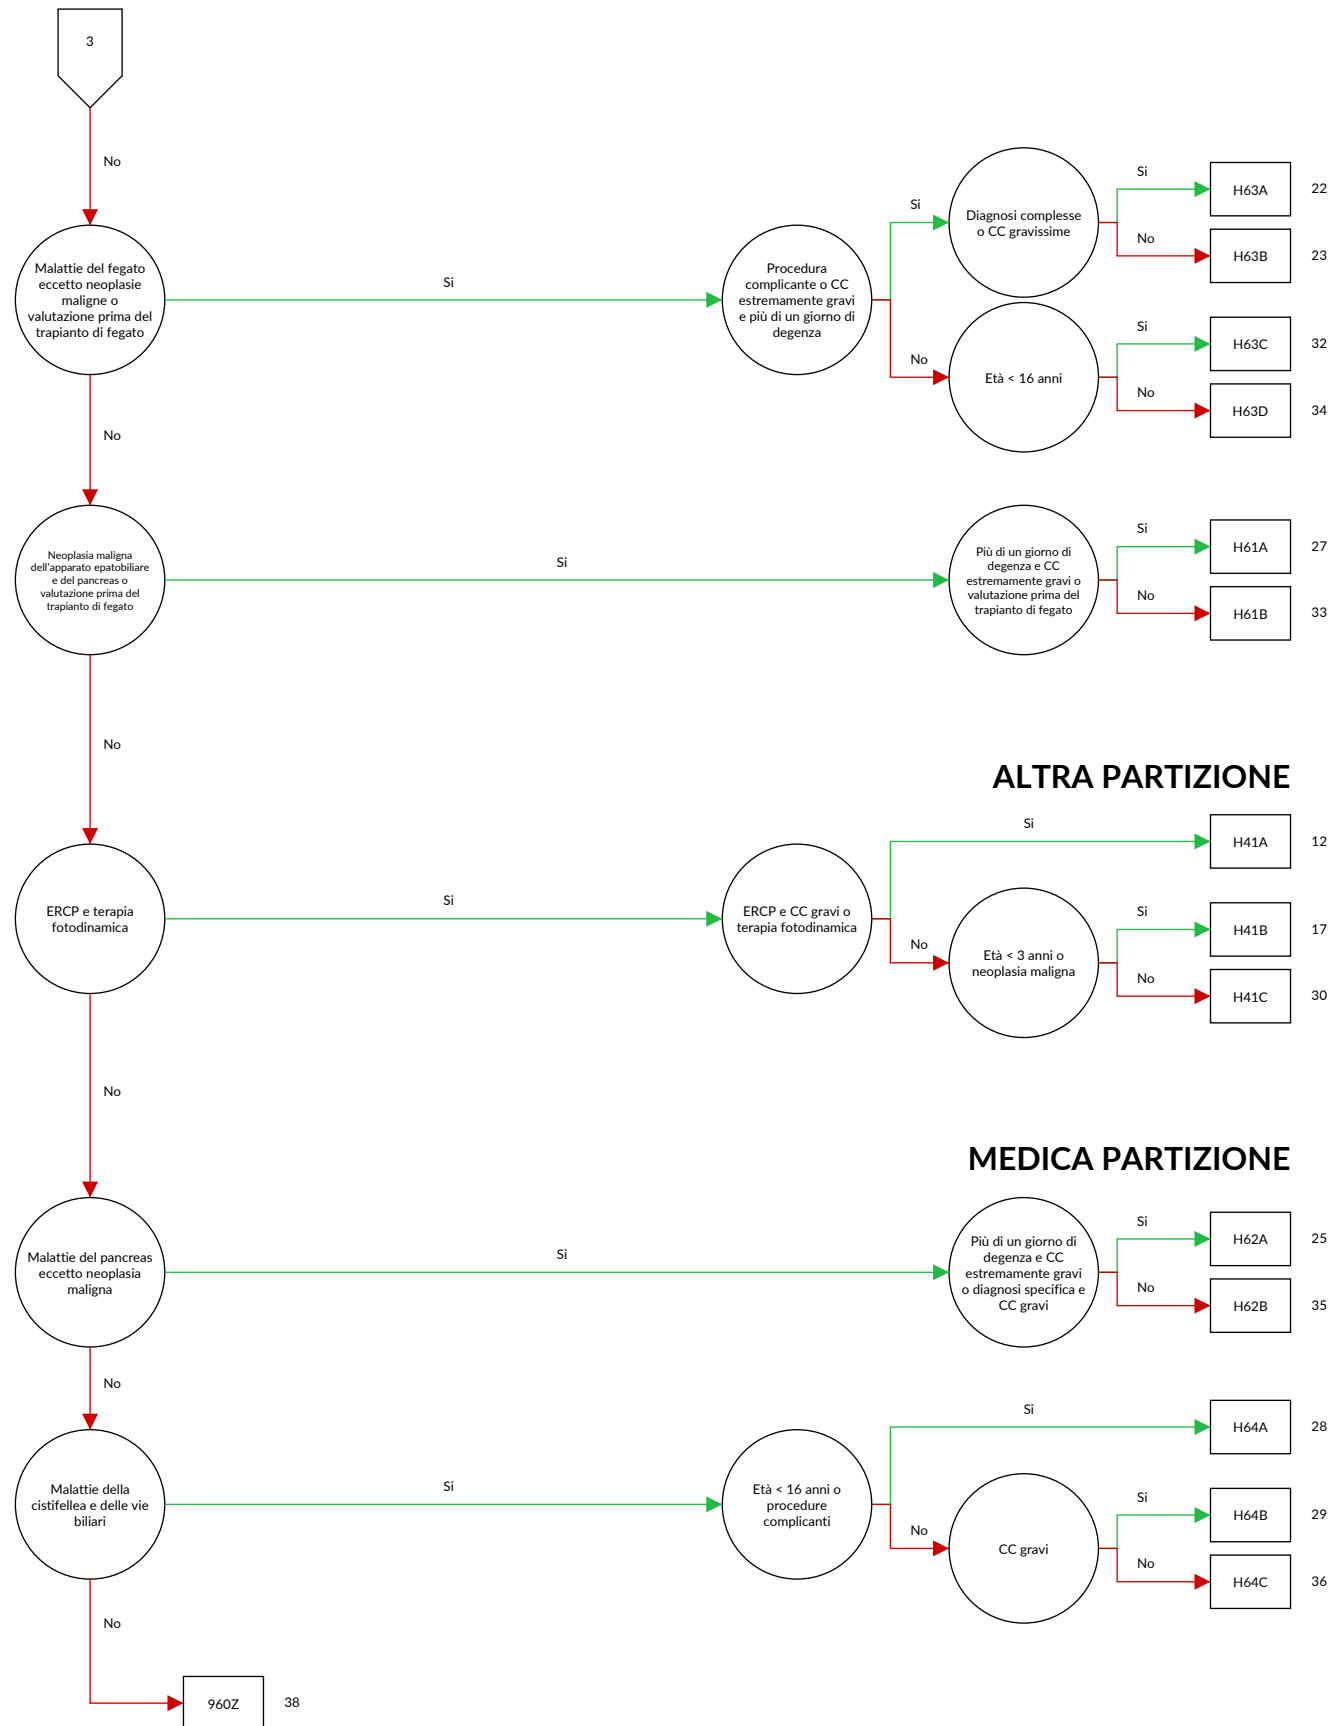 3
No
Malattie del fegato
eccetto neoplasie
maligne o
valutazione prima del
trapianto di fegato
Si
Procedura
complicante o CC
estremamente gravi
e più di un giorno di
degenza
Si
Diagnosi complesse
o CC gravissime
Si
H63A
22
No
H63B
23
No
Età < 16 anni
Si
H63C
32
No
H63D
34
No
Neoplasia maligna
dell'apparato epatobiliare
e del pancreas o
valutazione prima del
trapianto di fegato
Si
Più di un giorno di
degenza e CC
estremamente gravi o
valutazione prima del
trapianto di fegato
Si
H61A
27
No
H61B
33
No
ALTRA PARTIZIONE
ERCP e terapia
fotodinamica
Si
ERCP e CC gravi o
terapia fotodinamica
Si
H41A
12
No
Età < 3 anni o
neoplasia maligna
Si
H41B
17
No
H41C
30
No
MEDICA PARTIZIONE
Malattie del pancreas
eccetto neoplasia
maligna
Si
Più di un giorno di
degenza e CC
estremamente gravi
o diagnosi specifica e
CC gravi
Si
H62A
25
No
H62B
35
No
Malattie della
cistifellea e delle vie
biliari
Si
Età < 16 anni o
procedure
complicanti
Si
H64A
28
No
CC gravi
Si
H64B
29
No
H64C
36
No
960Z
38